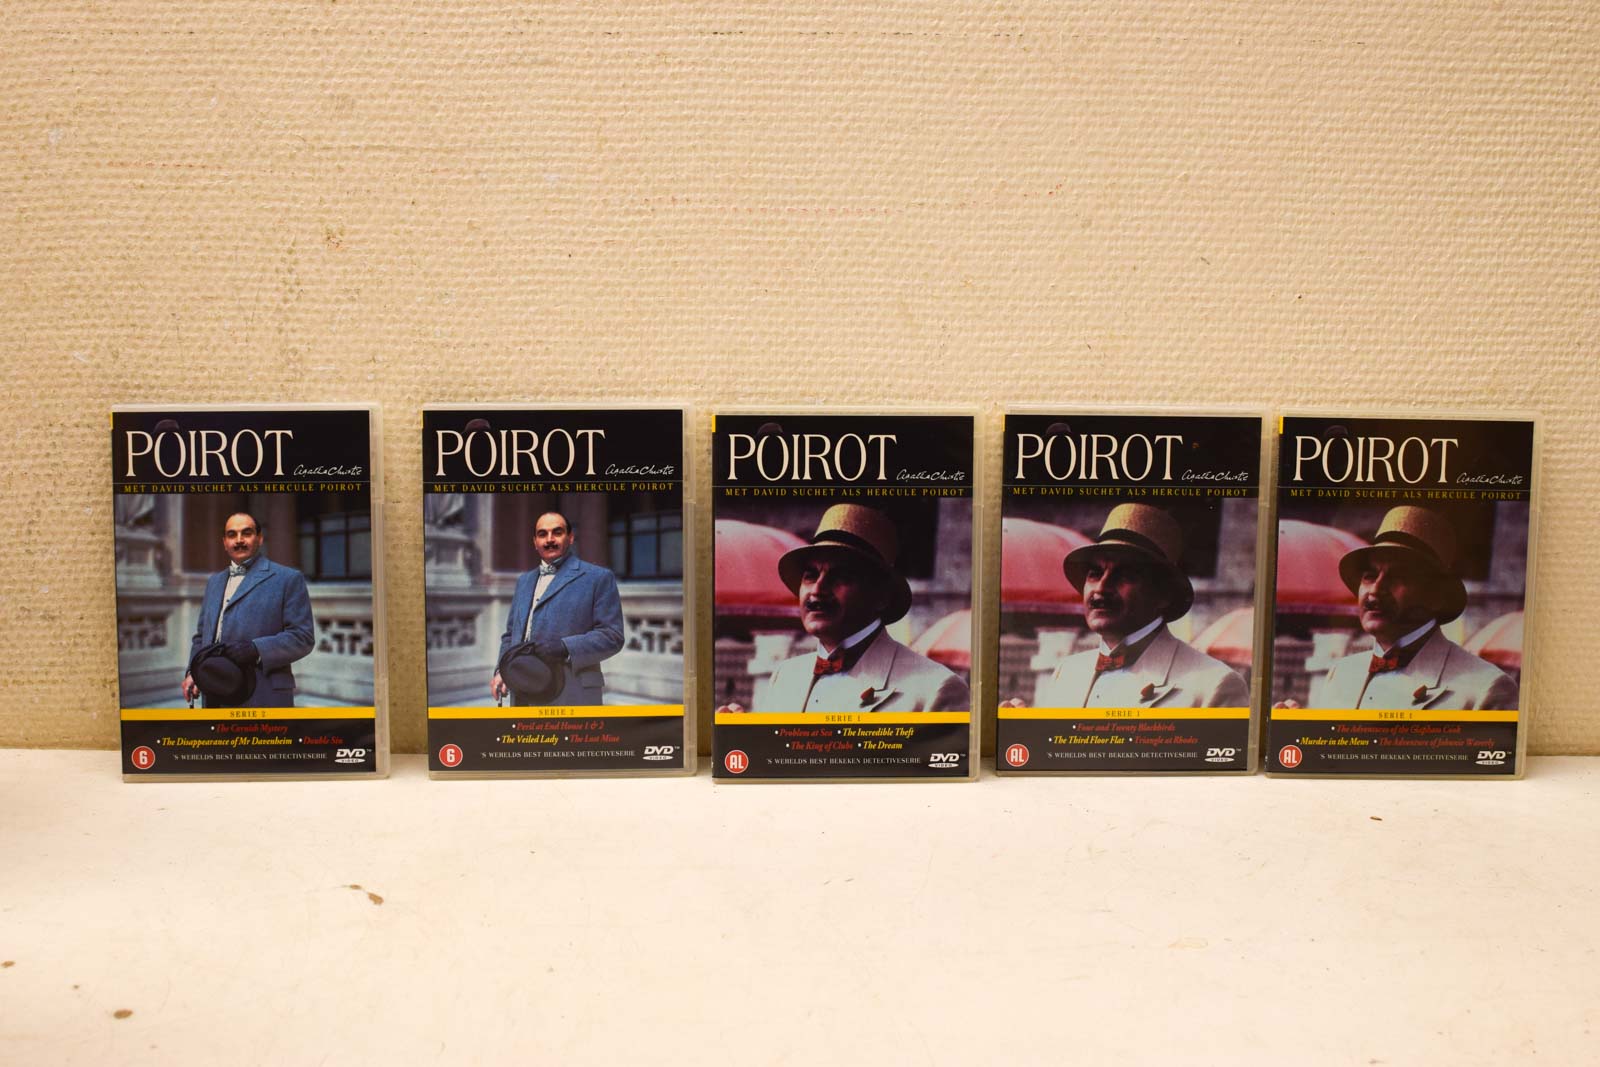 POIROT
Agatha Christie
MET DAVID SUCHET ALS HERCULE POIROT
SERIE 2
• The Cornish Mystery
• The Disappearance of Mr Davenheim • Double Sin
6
'S WERELDS BEST BEKEKEN DETECTIVESERIE
DVD
VIDEO
POIROT
Agatha Christie
MET DAVID SUCHET ALS HERCULE POIROT
SERIE 2
• Peril at End House 1 & 2
• The Veiled Lady • The Lost Mine
6
'S WERELDS BEST BEKEKEN DETECTIVESERIE
DVD
VIDEO
POIROT
Agatha Christie
MET DAVID SUCHET ALS HERCULE POIROT
SERIE 1
• Problem at Sea • The Incredible Theft
• The King of Clubs • The Dream
AL
'S WERELDS BEST BEKEKEN DETECTIVESERIE
DVD
VIDEO
POIROT
Agatha Christie
MET DAVID SUCHET ALS HERCULE POIROT
SERIE 1
• Four and Twenty Blackbirds
• The Third Floor Flat • Triangle at Rhodes
AL
'S WERELDS BEST BEKEKEN DETECTIVESERIE
DVD
VIDEO
POIROT
Agatha Christie
MET DAVID SUCHET ALS HERCULE POIROT
SERIE 1
• The Adventures of the Clapham Cook
• Murder in the Mews • The Adventure of Johnnie Waverly
AL
'S WERELDS BEST BEKEKEN DETECTIVESERIE
DVD
VIDEO